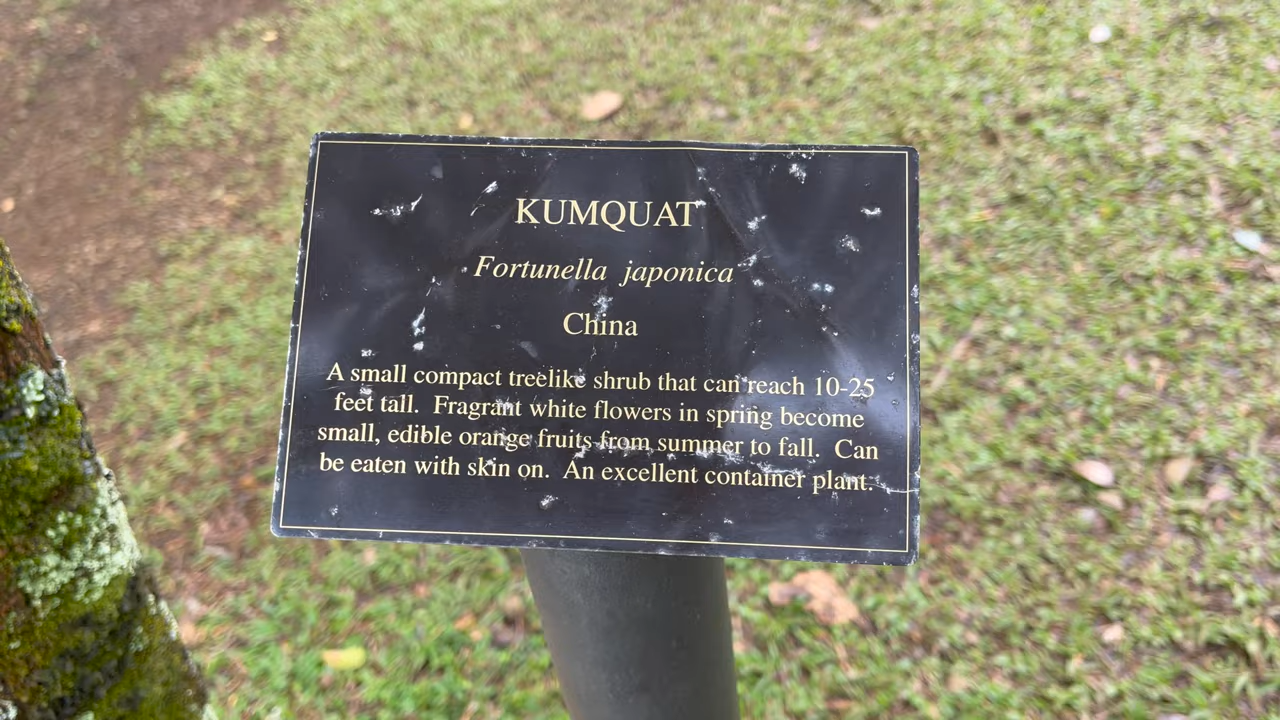 KUMQUAT
Fortunella japonica
China
A small compact treelike shrub that can reach 10-25
feet tall. Fragrant white flowers in spring become
small, edible orange fruits from summer to fall. Can
be eaten with skin on. An excellent container plant.